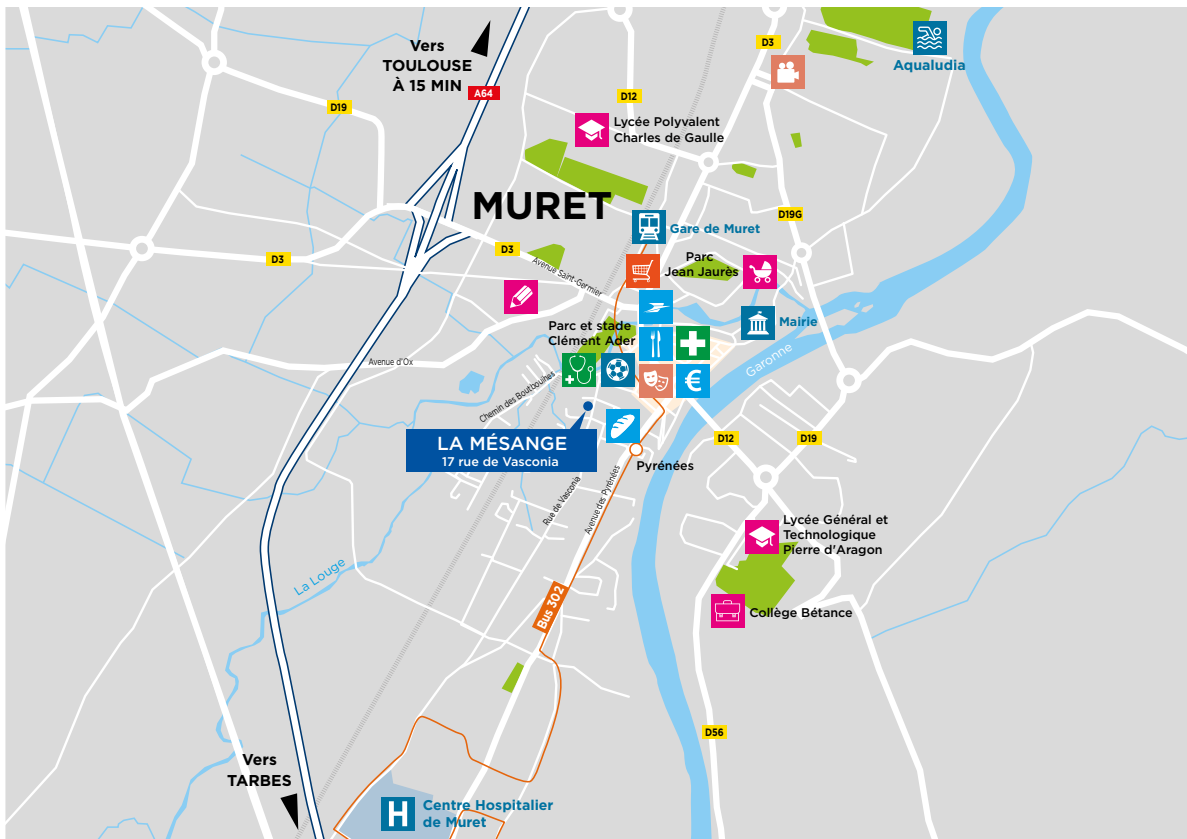 Vers
TOULOUSE
À 15 MIN
A64
D19
D12
D3
Aqualudia
Lycée Polyvalent
Charles de Gaulle
MURET
D19G
Gare de Muret
D3
D3
Avenue Saint-Germier
Parc
Jean Jaurès
Mairie
Parc et stade
Clément Ader
Garonne
Avenue d'Ox
Chemin des Boutbouilhes
€
LA MÉSANGE
17 rue de Vasconia
Pyrénées
D12
D19
Rue de Vasconia
Avenue des Pyrénées
Lycée Général et
Technologique
Pierre d'Aragon
La Louge
Bus 302
Collège Bétance
D56
Vers
TARBES
H
Centre Hospitalier
de Muret